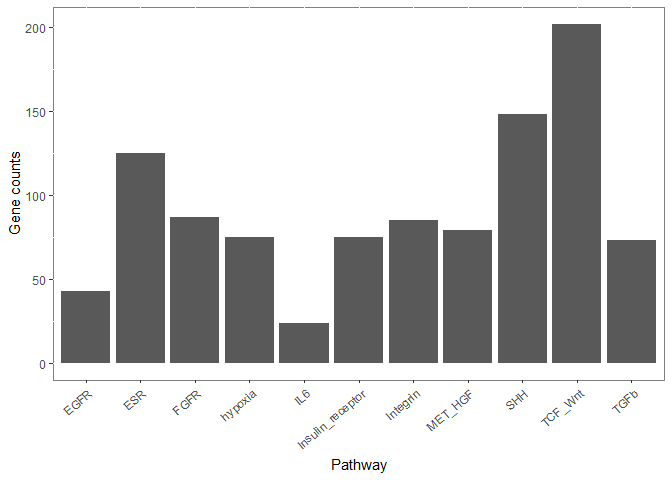 Gene counts
200
150
100
50
0
EGFR
ESR
FGFR
hypoxia
IL6
Insulin_receptor
Integrin
MET_HGF
SHH
TCF_Wnt
TGFb
Pathway